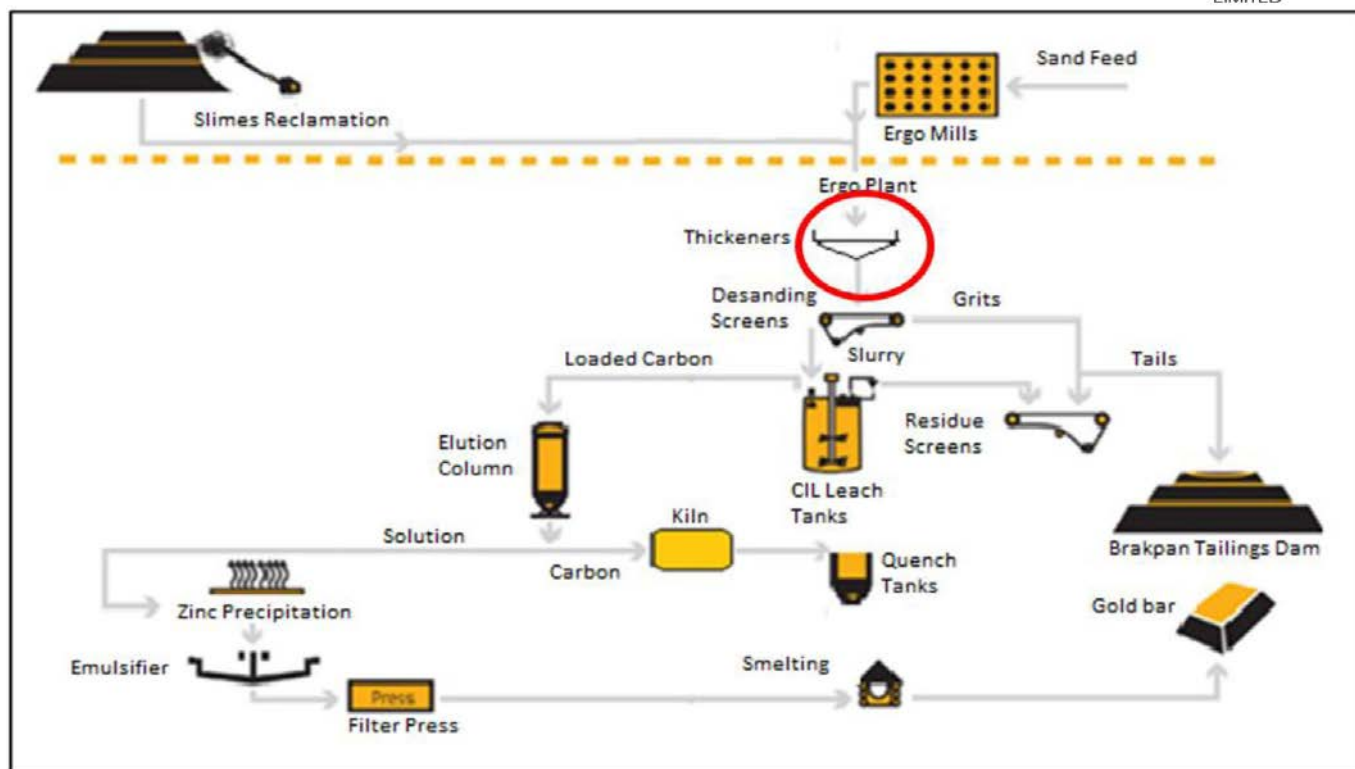 LIMITED
Sand Feed
Slimes Reclamation
Ergo Mills
Ergo Plant
Thickeners
Desanding
Screens
Grits
Slurry
Loaded Carbon
Tails
Elution
Column
Residue
Screens
CIL Leach
Tanks
Kiln
Solution
Carbon
Quench
Tanks
Brakpan Tailings Dam
Zinc Precipitation
Gold bar
Emulsifier
Smelting
Press
Filter Press